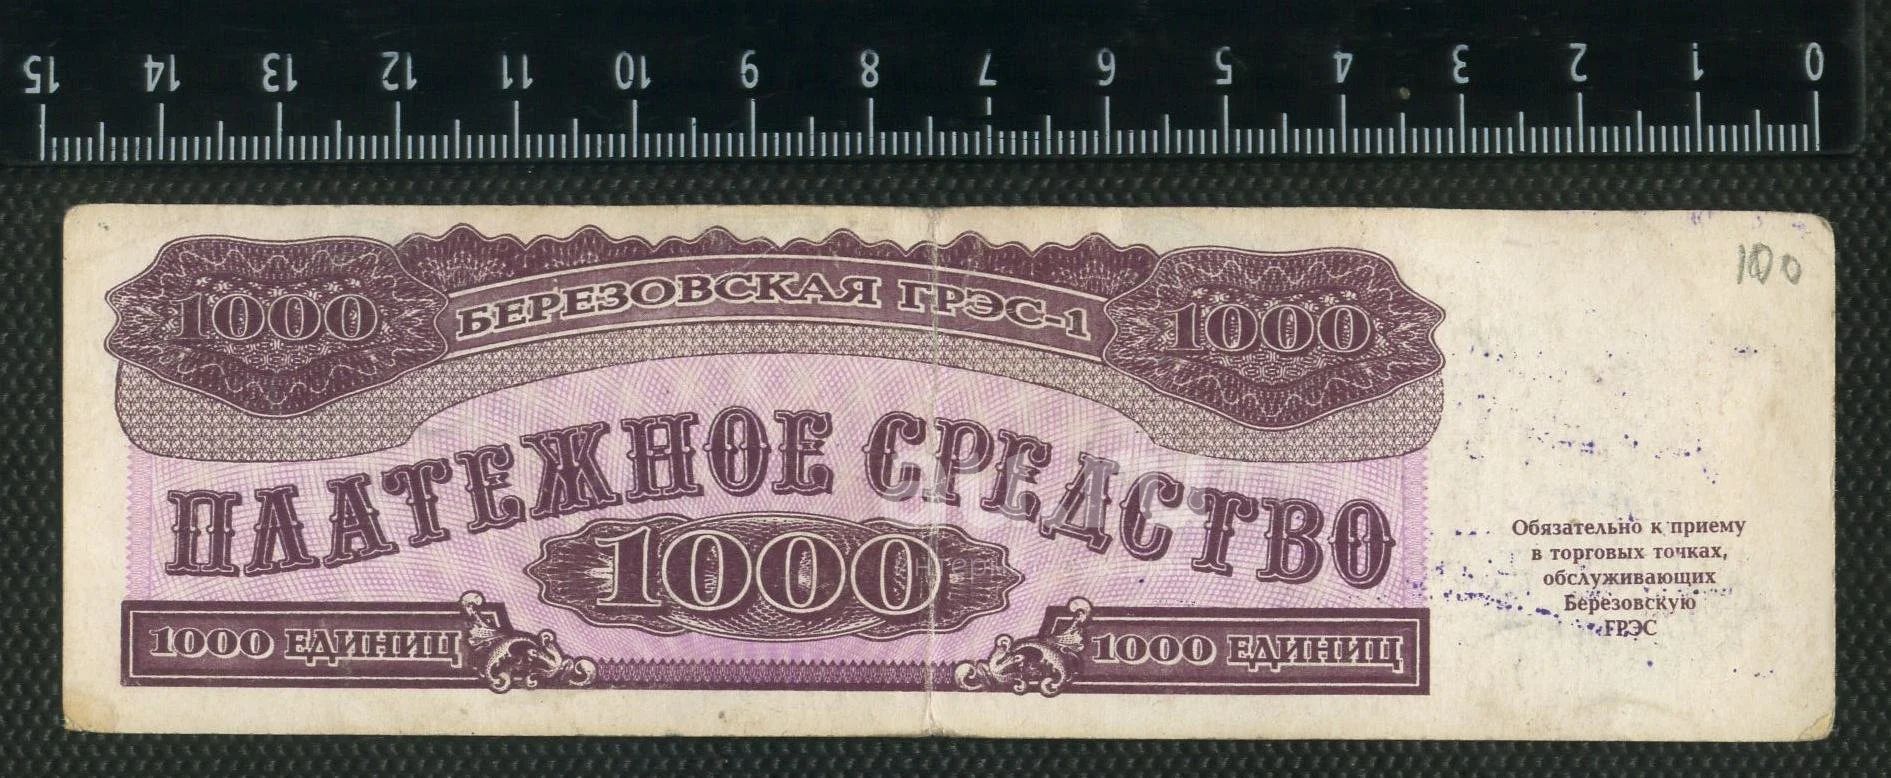 15 14 13 12 11 10 9 8 7 6 5 4 3 2 1 0
1000
БЕРЕЗОВСКАЯ ГРЭС-1
1000
100
ПЛАТЕЖНОЕ СРЕДСТВО
1000
1000 ЕДИНИЦ
1000 ЕДИНИЦ
Обязательно к приему
в торговых точках,
обслуживающих
Березовскую
ГРЭС